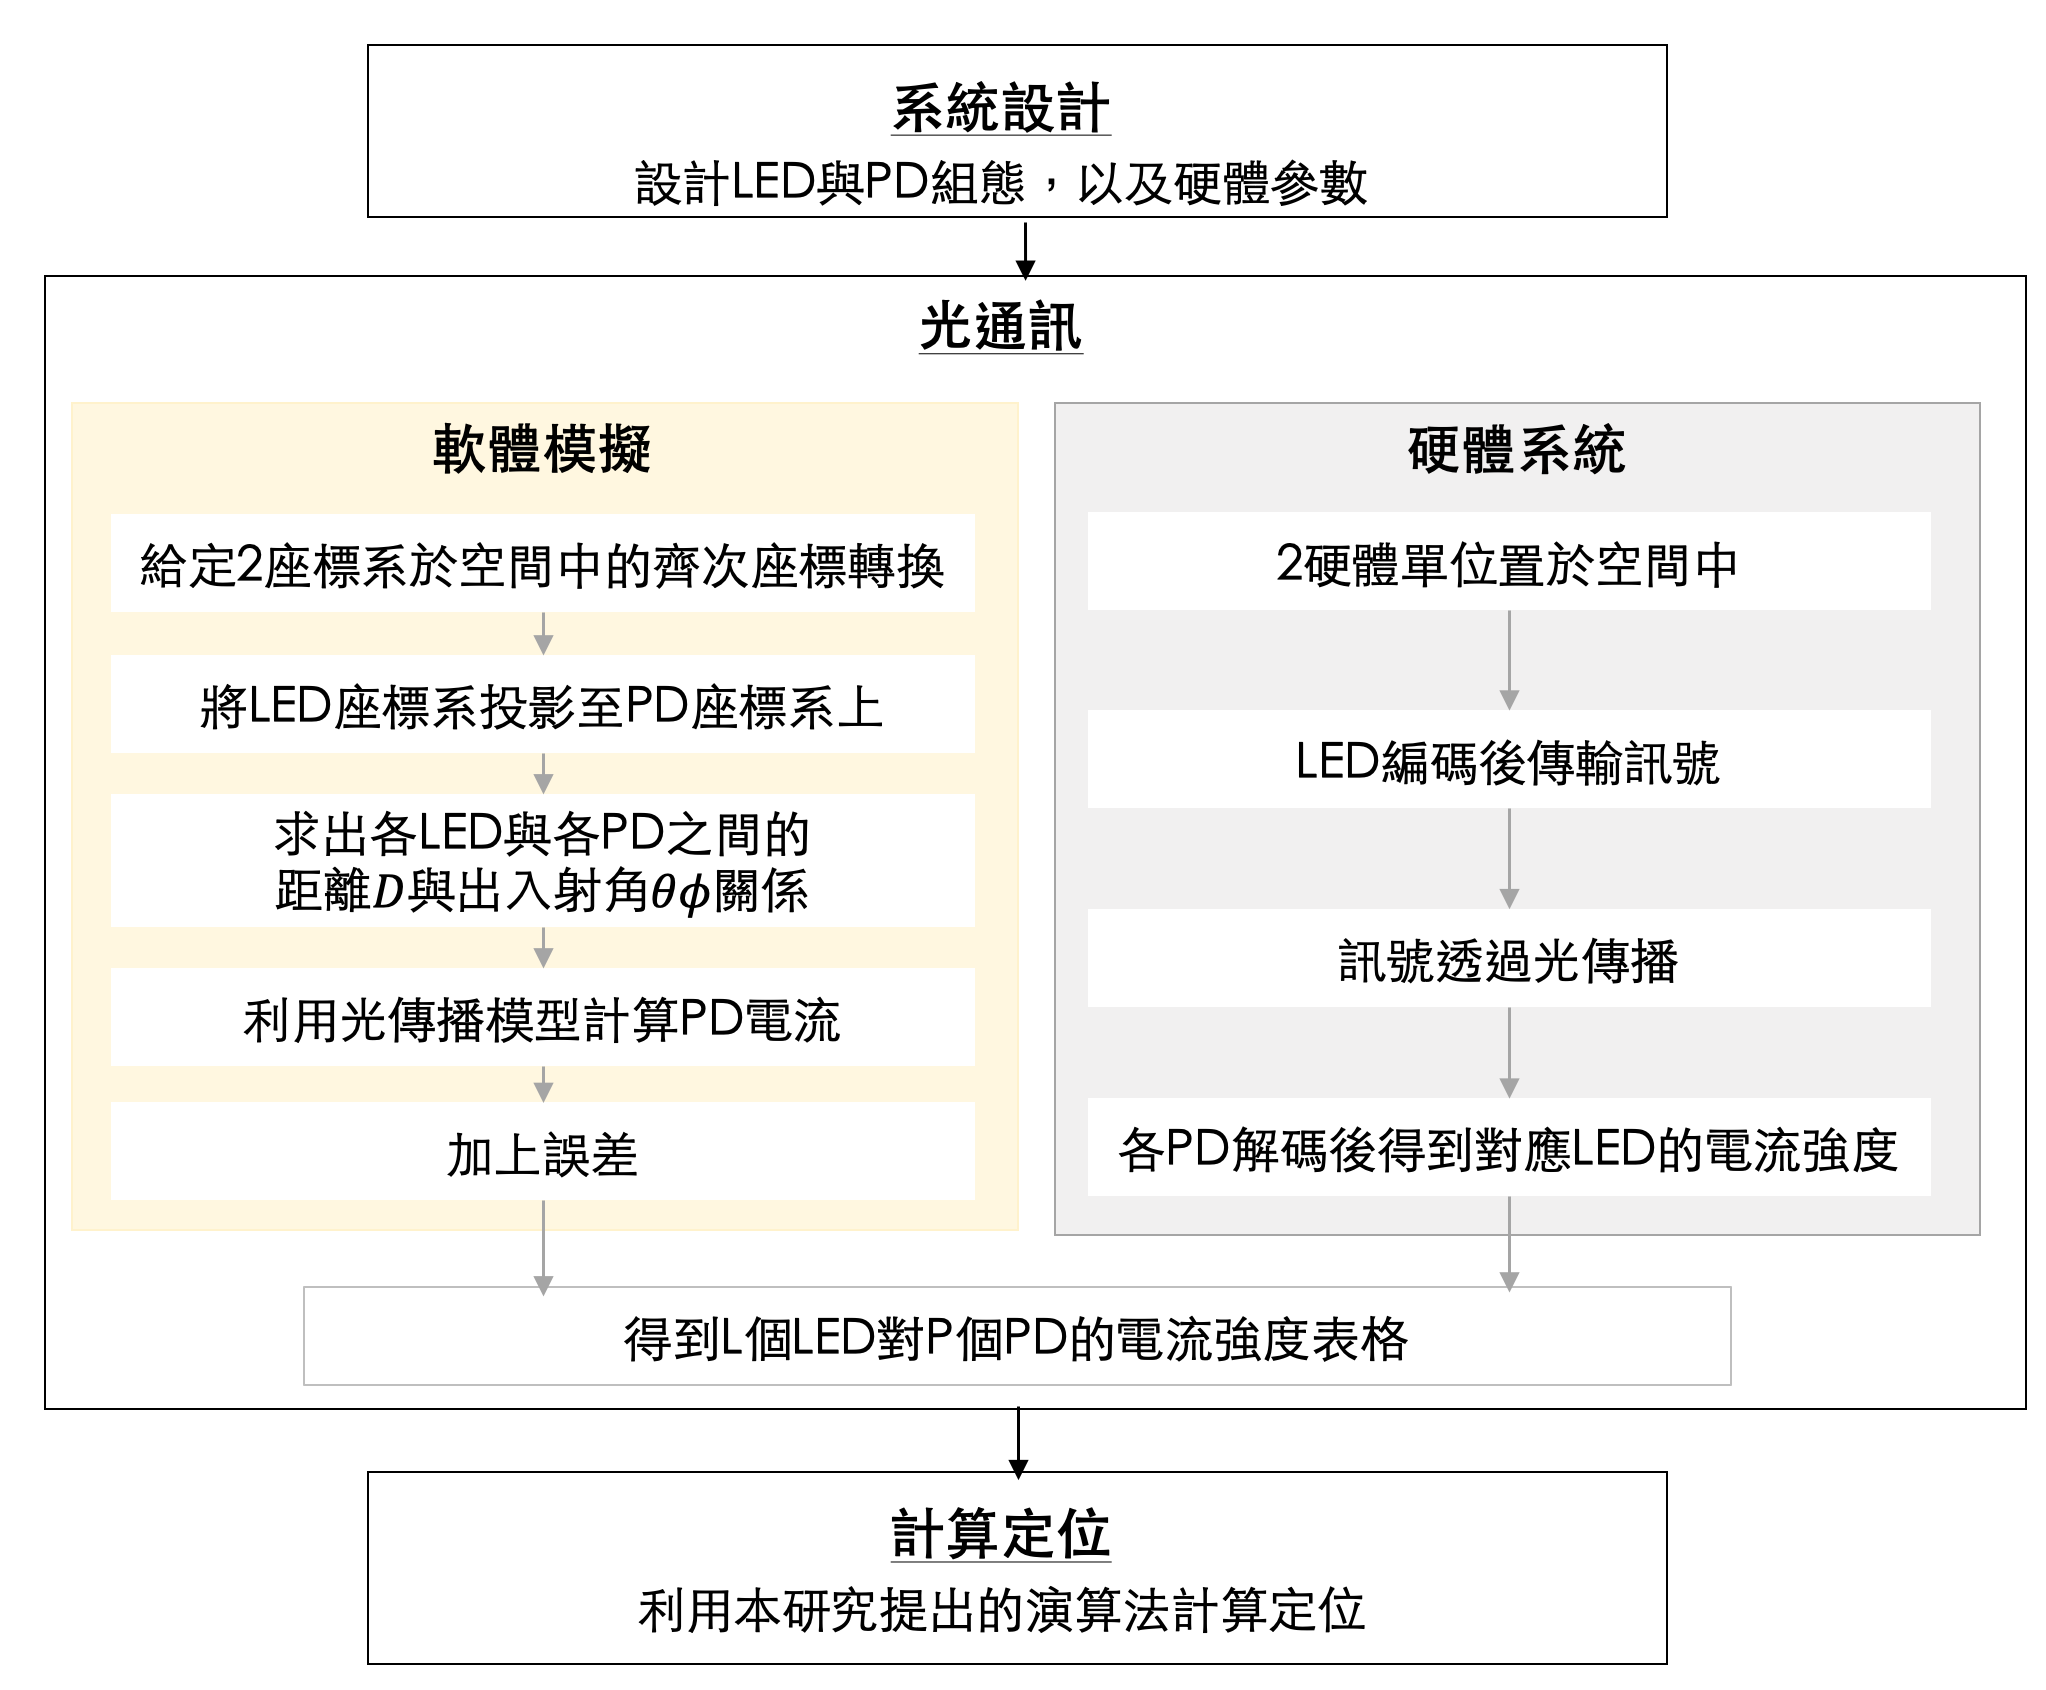 系統設計
設計LED與PD組態，以及硬體參數
光通訊
軟體模擬
給定2座標系於空間中的齊次座標轉換
將LED座標系投影至PD座標系上
求出各LED與各PD之間的
距離D與出入射角θϕ關係
利用光傳播模型計算PD電流
加上誤差
硬體系統
2硬體單位置於空間中
LED編碼後傳輸訊號
訊號透過光傳播
各PD解碼後得到對應LED的電流強度
得到L個LED對P個PD的電流強度表格
計算定位
利用本研究提出的演算法計算定位